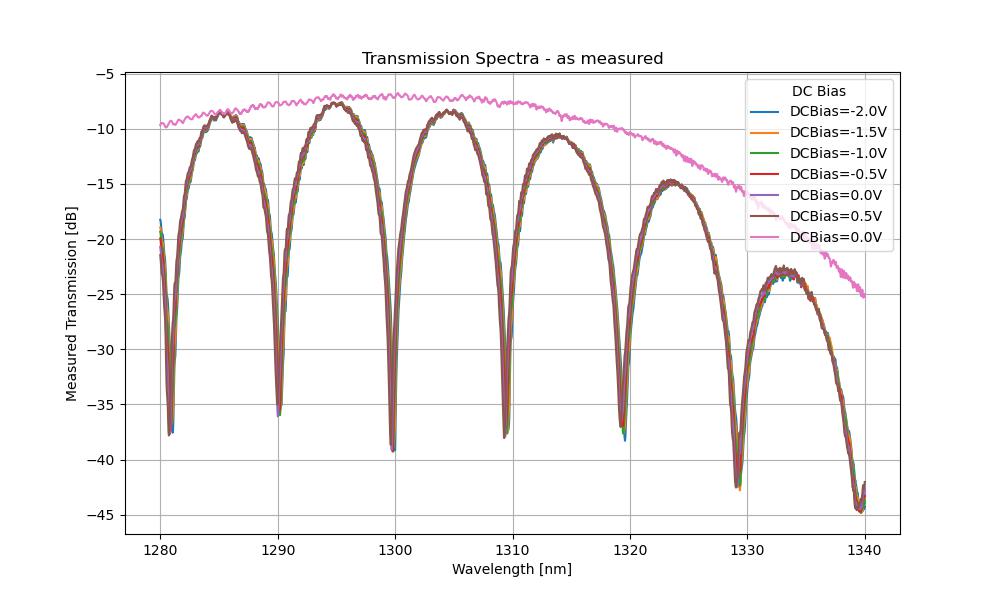 Transmission Spectra - as measured
Measured Transmission [dB]
−5
−10
−15
−20
−25
−30
−35
−40
−45
DC Bias
DCBias=-2.0V
DCBias=-1.5V
DCBias=-1.0V
DCBias=-0.5V
DCBias=0.0V
DCBias=0.5V
DCBias=0.0V
1280 1290 1300 1310 1320 1330 1340
Wavelength [nm]